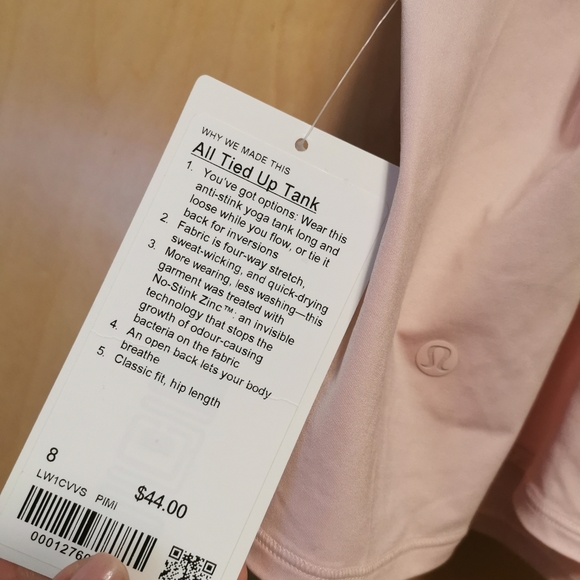 WHY WE MADE THIS
All Tied Up Tank
1. You've got options: Wear this
anti-stink yoga tank long and
loose while you flow, or tie it
back for inversions
2. Fabric is four-way stretch,
sweat-wicking, and quick-drying
3. More wearing, less washing—this
garment was treated with
No-Stink Zinc™: an invisible
technology that stops the
growth of odour-causing
bacteria on the fabric
4. An open back lets your body
breathe
5. Classic fit, hip length
8
LW1CVVS PIMI $44.00